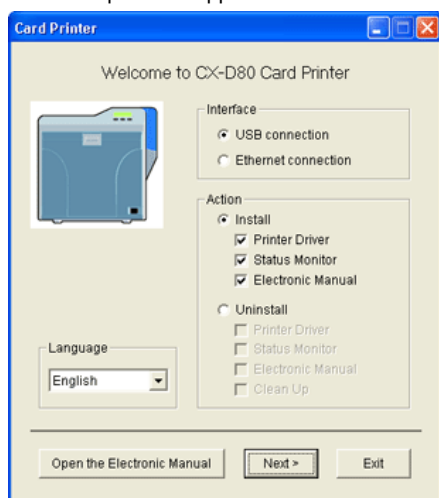 Card Printer
Welcome to CX-D80 Card Printer
Interface
USB connection
Ethernet connection
Action
Install
Printer Driver
Status Monitor
Electronic Manual
Uninstall
Printer Driver
Status Monitor
Electronic Manual
Clean Up
Language
English
Open the Electronic Manual
Next >
Exit